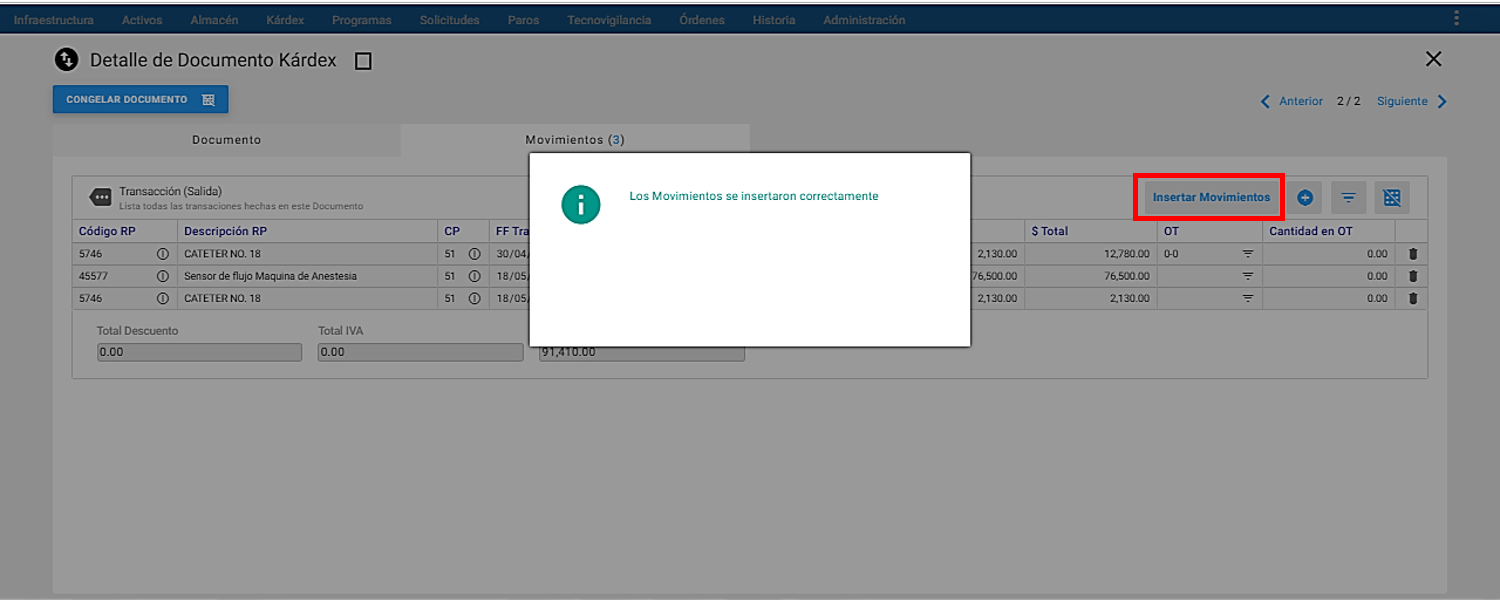 Infraestructura Activos Almacén Kárdex Programas Solicitudes Paros Tecnovigilancia Órdenes Historia Administración
Detalle de Documento Kárdex
CONGELAR DOCUMENTO
Anterior 2 / 2 Siguiente
Documento Movimientos (3)
Transacción (Salida)
Lista todas las transaciones hechas en este Documento
Los Movimientos se insertaron correctamente
Insertar Movimientos
Código RP Descripción RP CP FF Tra $ Total OT Cantidad en OT
5746 CATETER NO. 18 51 30/04/ 2,130.00 12,780.00 0-0 0.00
45577 Sensor de flujo Maquina de Anestesia 51 18/05/ 76,500.00 76,500.00 0.00
5746 CATETER NO. 18 51 18/05/ 2,130.00 2,130.00 0.00
Total Descuento Total IVA
0.00 0.00 91,410.00